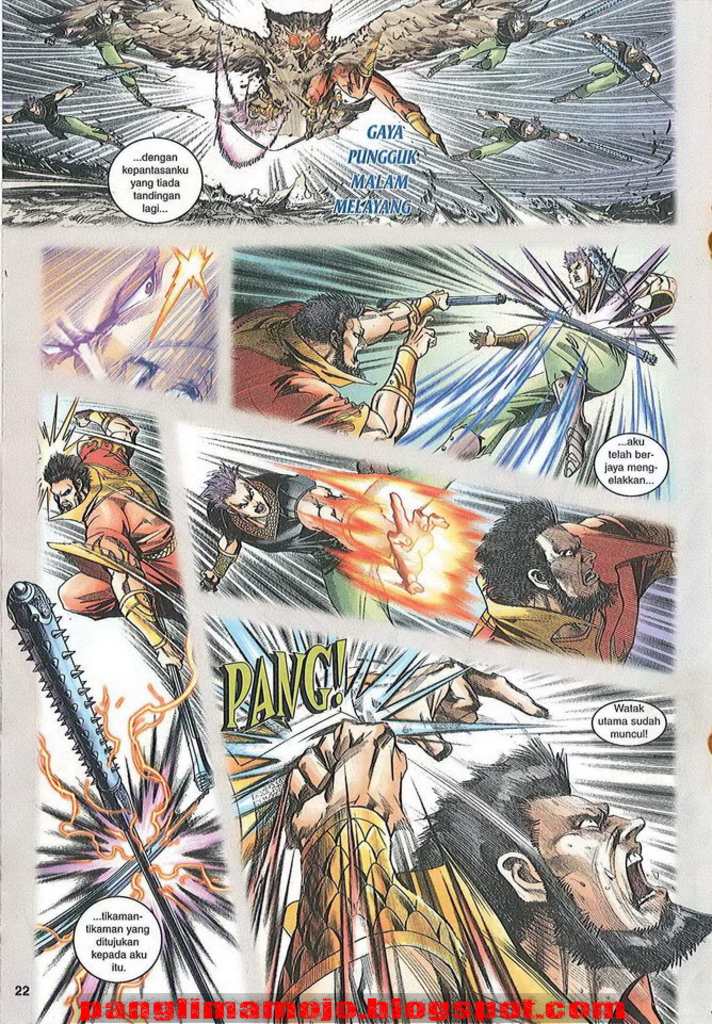 ...dengan
kepantasanku
yang tiada
tandingan
lagi...
GAYA
PUNGGUK
MALAM
MELAYANG
...aku
telah ber-
jaya meng-
elakkan...
...tikaman-
tikaman yang
ditujukan
kepada aku
itu.
PANG!
Watak
utama sudah
muncul!
22
panglimamojo.blogspot.com